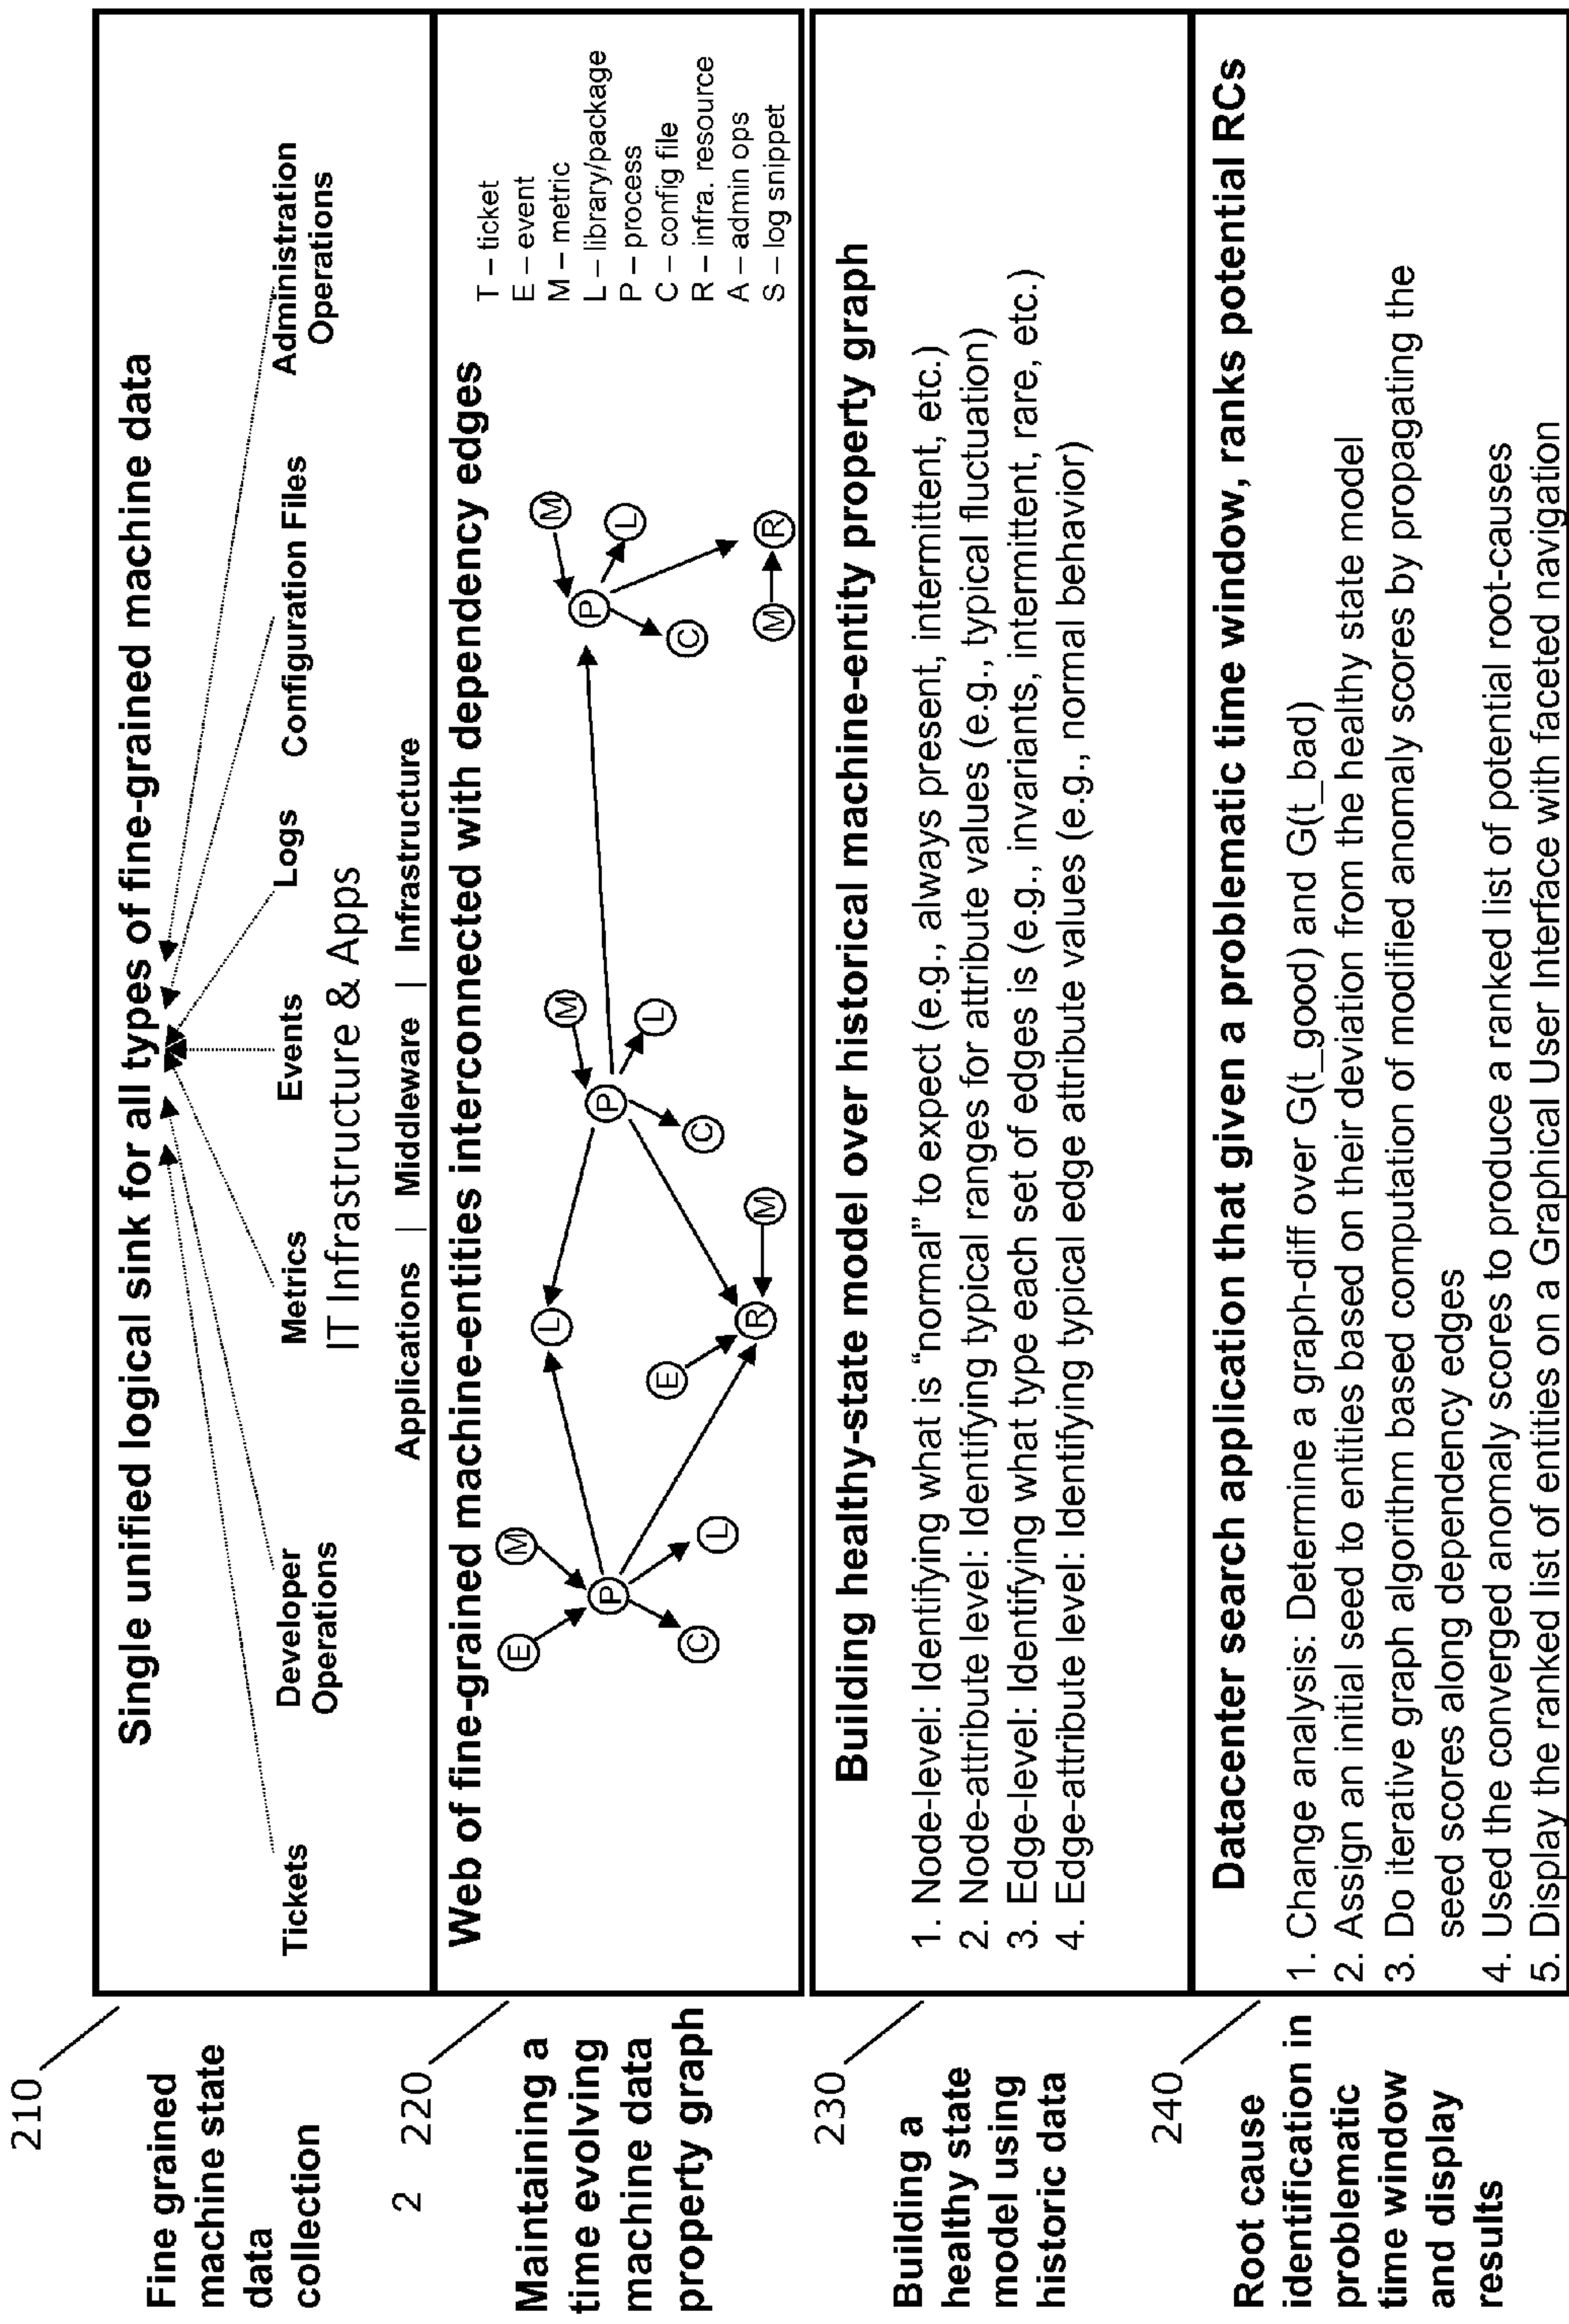 210
Fine grained
machine state
data
collection
Single unified logical sink for all types of fine-grained machine data
Tickets
Developer
Operations
Metrics
Events
Logs
Configuration Files
Administration
Operations
IT Infrastructure & Apps
Applications | Middleware | Infrastructure
2
220
Maintaining a
time evolving
machine data
property graph
Web of fine-grained machine-entities interconnected with dependency edges
E
M
P
C
L
L
E
R
M
P
M
L
C
P
M
L
C
M
R
T – ticket
E – event
M – metric
L – library/package
P – process
C – config file
R – infra. resource
A – admin ops
S – log snippet
230
Building a
healthy state
model using
historic data
Building healthy-state model over historical machine-entity property graph
1. Node-level: Identifying what is “normal” to expect (e.g., always present, intermittent, etc.)
2. Node-attribute level: Identifying typical ranges for attribute values (e.g., typical fluctuation)
3. Edge-level: Identifying what type each set of edges is (e.g., invariants, intermittent, rare, etc.)
4. Edge-attribute level: Identifying typical edge attribute values (e.g., normal behavior)
240
Root cause
identification in
problematic
time window
and display
results
Datacenter search application that given a problematic time window, ranks potential RCs
1. Change analysis: Determine a graph-diff over G(t_good) and G(t_bad)
2. Assign an initial seed to entities based on their deviation from the healthy state model
3. Do iterative graph algorithm based computation of modified anomaly scores by propagating the
seed scores along dependency edges
4. Used the converged anomaly scores to produce a ranked list of potential root-causes
5. Display the ranked list of entities on a Graphical User Interface with faceted navigation